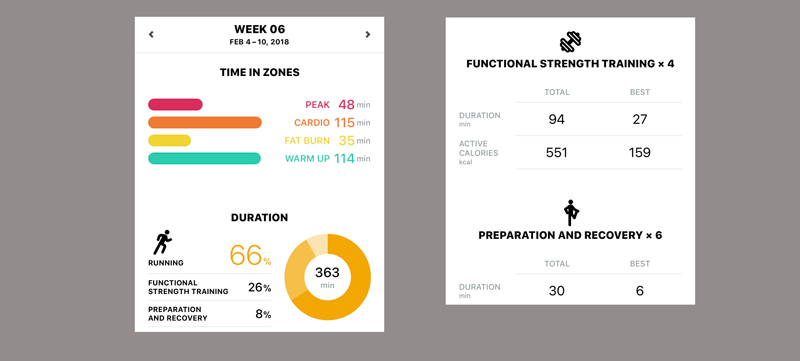 WEEK 06
FEB 4 – 10, 2018
TIME IN ZONES
PEAK 48 min
CARDIO 115 min
FAT BURN 35 min
WARM UP 114 min
DURATION
RUNNING 66%
FUNCTIONAL
STRENGTH TRAINING 26%
PREPARATION
AND RECOVERY 8%
363
min
FUNCTIONAL STRENGTH TRAINING × 4
TOTAL BEST
DURATION
min
94 27
ACTIVE
CALORIES
kcal
551 159
PREPARATION AND RECOVERY × 6
TOTAL BEST
DURATION
min
30 6